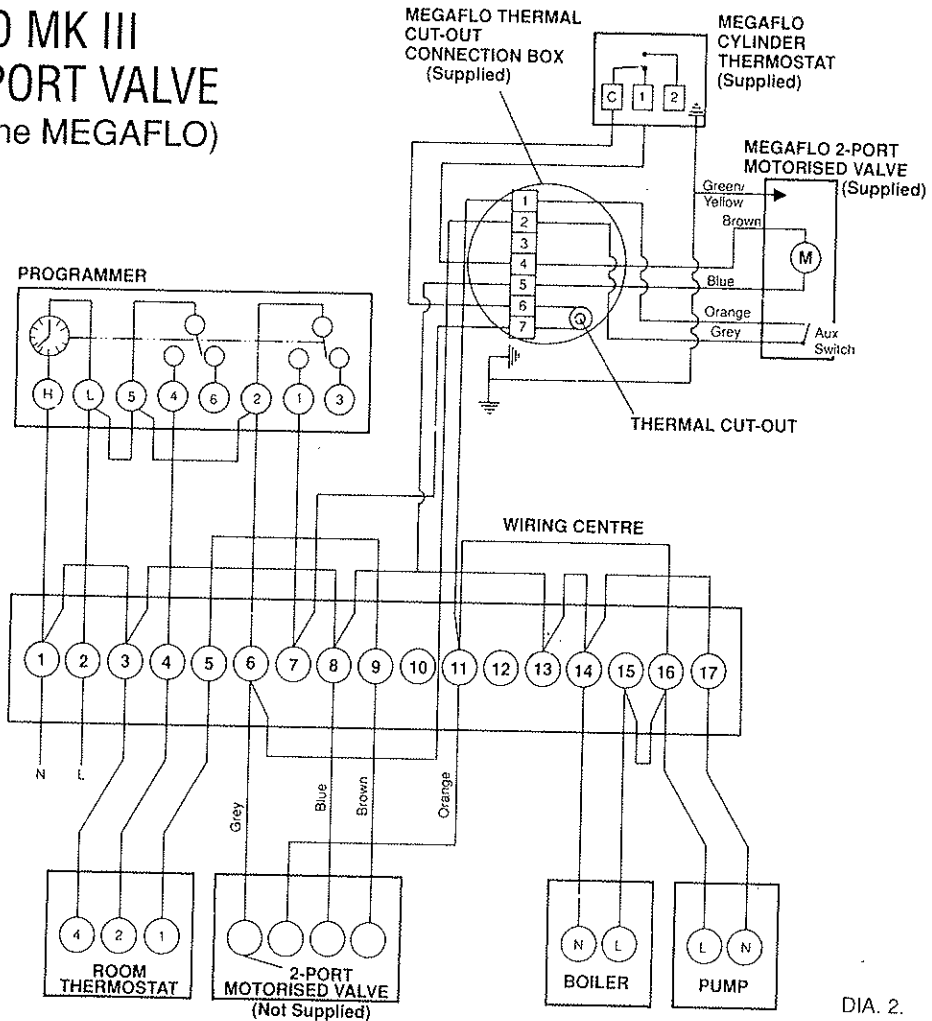 O MK III
PORT VALVE
ne MEGAFLO)
MEGAFLO THERMAL
CUT-OUT
CONNECTION BOX
(Supplied)
MEGAFLO
CYLINDER
THERMOSTAT
(Supplied)
C 1 2
MEGAFLO 2-PORT
MOTORISED VALVE
(Supplied)
Green/
Yellow
Brown
M
Blue
Orange
Grey
Aux
Switch
1
2
3
4
5
6
7
THERMAL CUT-OUT
PROGRAMMER
H L 5 4 6 2 1 3
WIRING CENTRE
1 2 3 4 5 6 7 8 9 10 11 12 13 14 15 16 17
N L
Grey
Blue
Brown
Orange
4 2 1
ROOM
THERMOSTAT
2-PORT
MOTORISED VALVE
(Not Supplied)
N L
BOILER
L N
PUMP
DIA. 2.